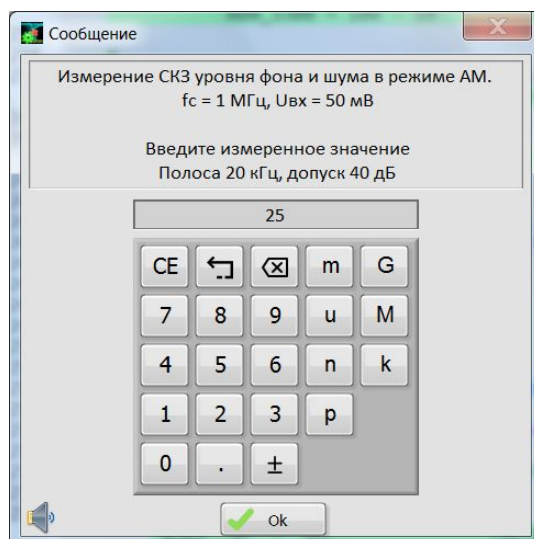 Сообщение
Измерение СКЗ уровня фона и шума в режиме АМ.
fc = 1 МГц, Uвх = 50 мВ
Введите измеренное значение
Полоса 20 кГц, допуск 40 дБ
25
CE m G
7 8 9 u M
4 5 6 n k
1 2 3 p
0 . ±
Ok